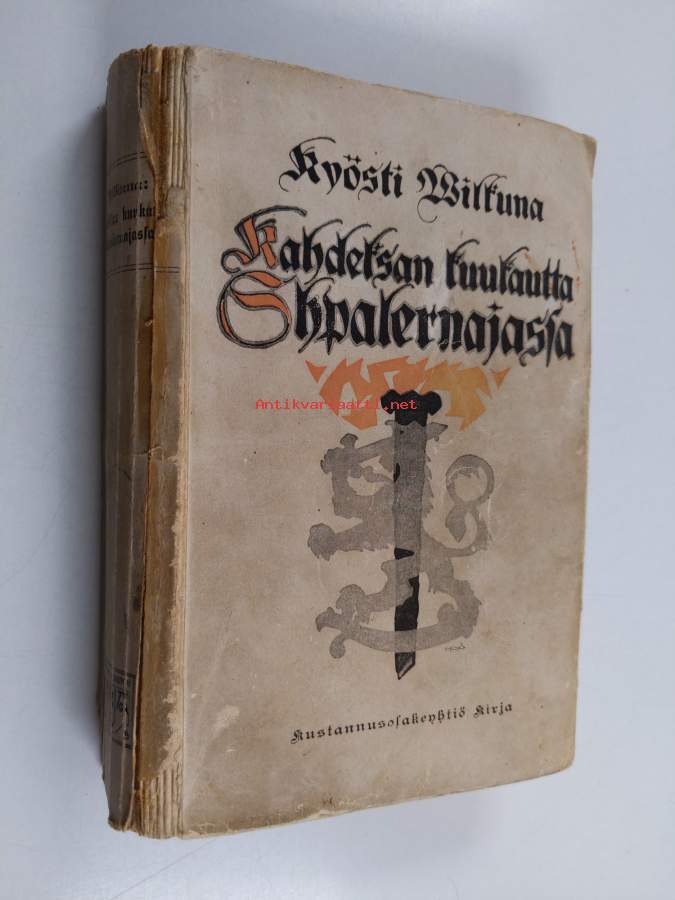 Kyösti Wilkuna
Kahdeksan kuukautta
Shpalernajassa
Antikvariaatti.net
Kustannusosakeyhtiö Kirja